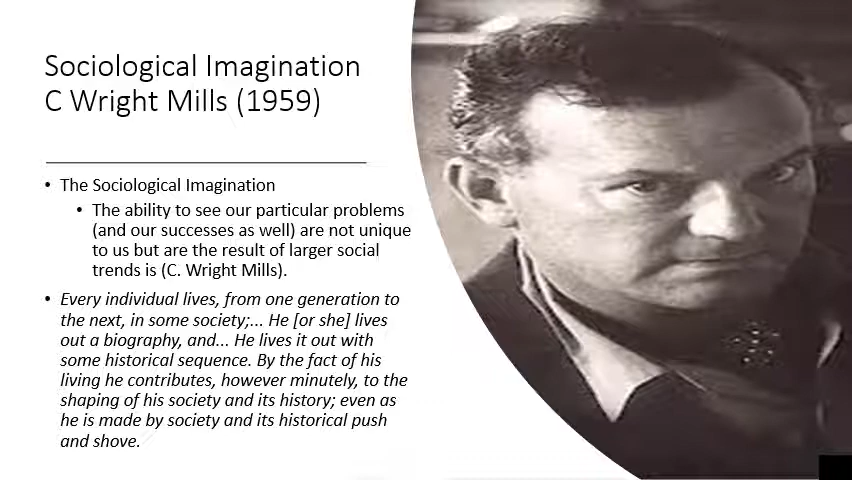 Sociological Imagination
C Wright Mills (1959)
• The Sociological Imagination
• The ability to see our particular problems
(and our successes as well) are not unique
to us but are the result of larger social
trends is (C. Wright Mills).
• Every individual lives, from one generation to
the next, in some society;... He [or she] lives
out a biography, and... He lives it out with
some historical sequence. By the fact of his
living he contributes, however minutely, to the
shaping of his society and its history; even as
he is made by society and its historical push
and shove.